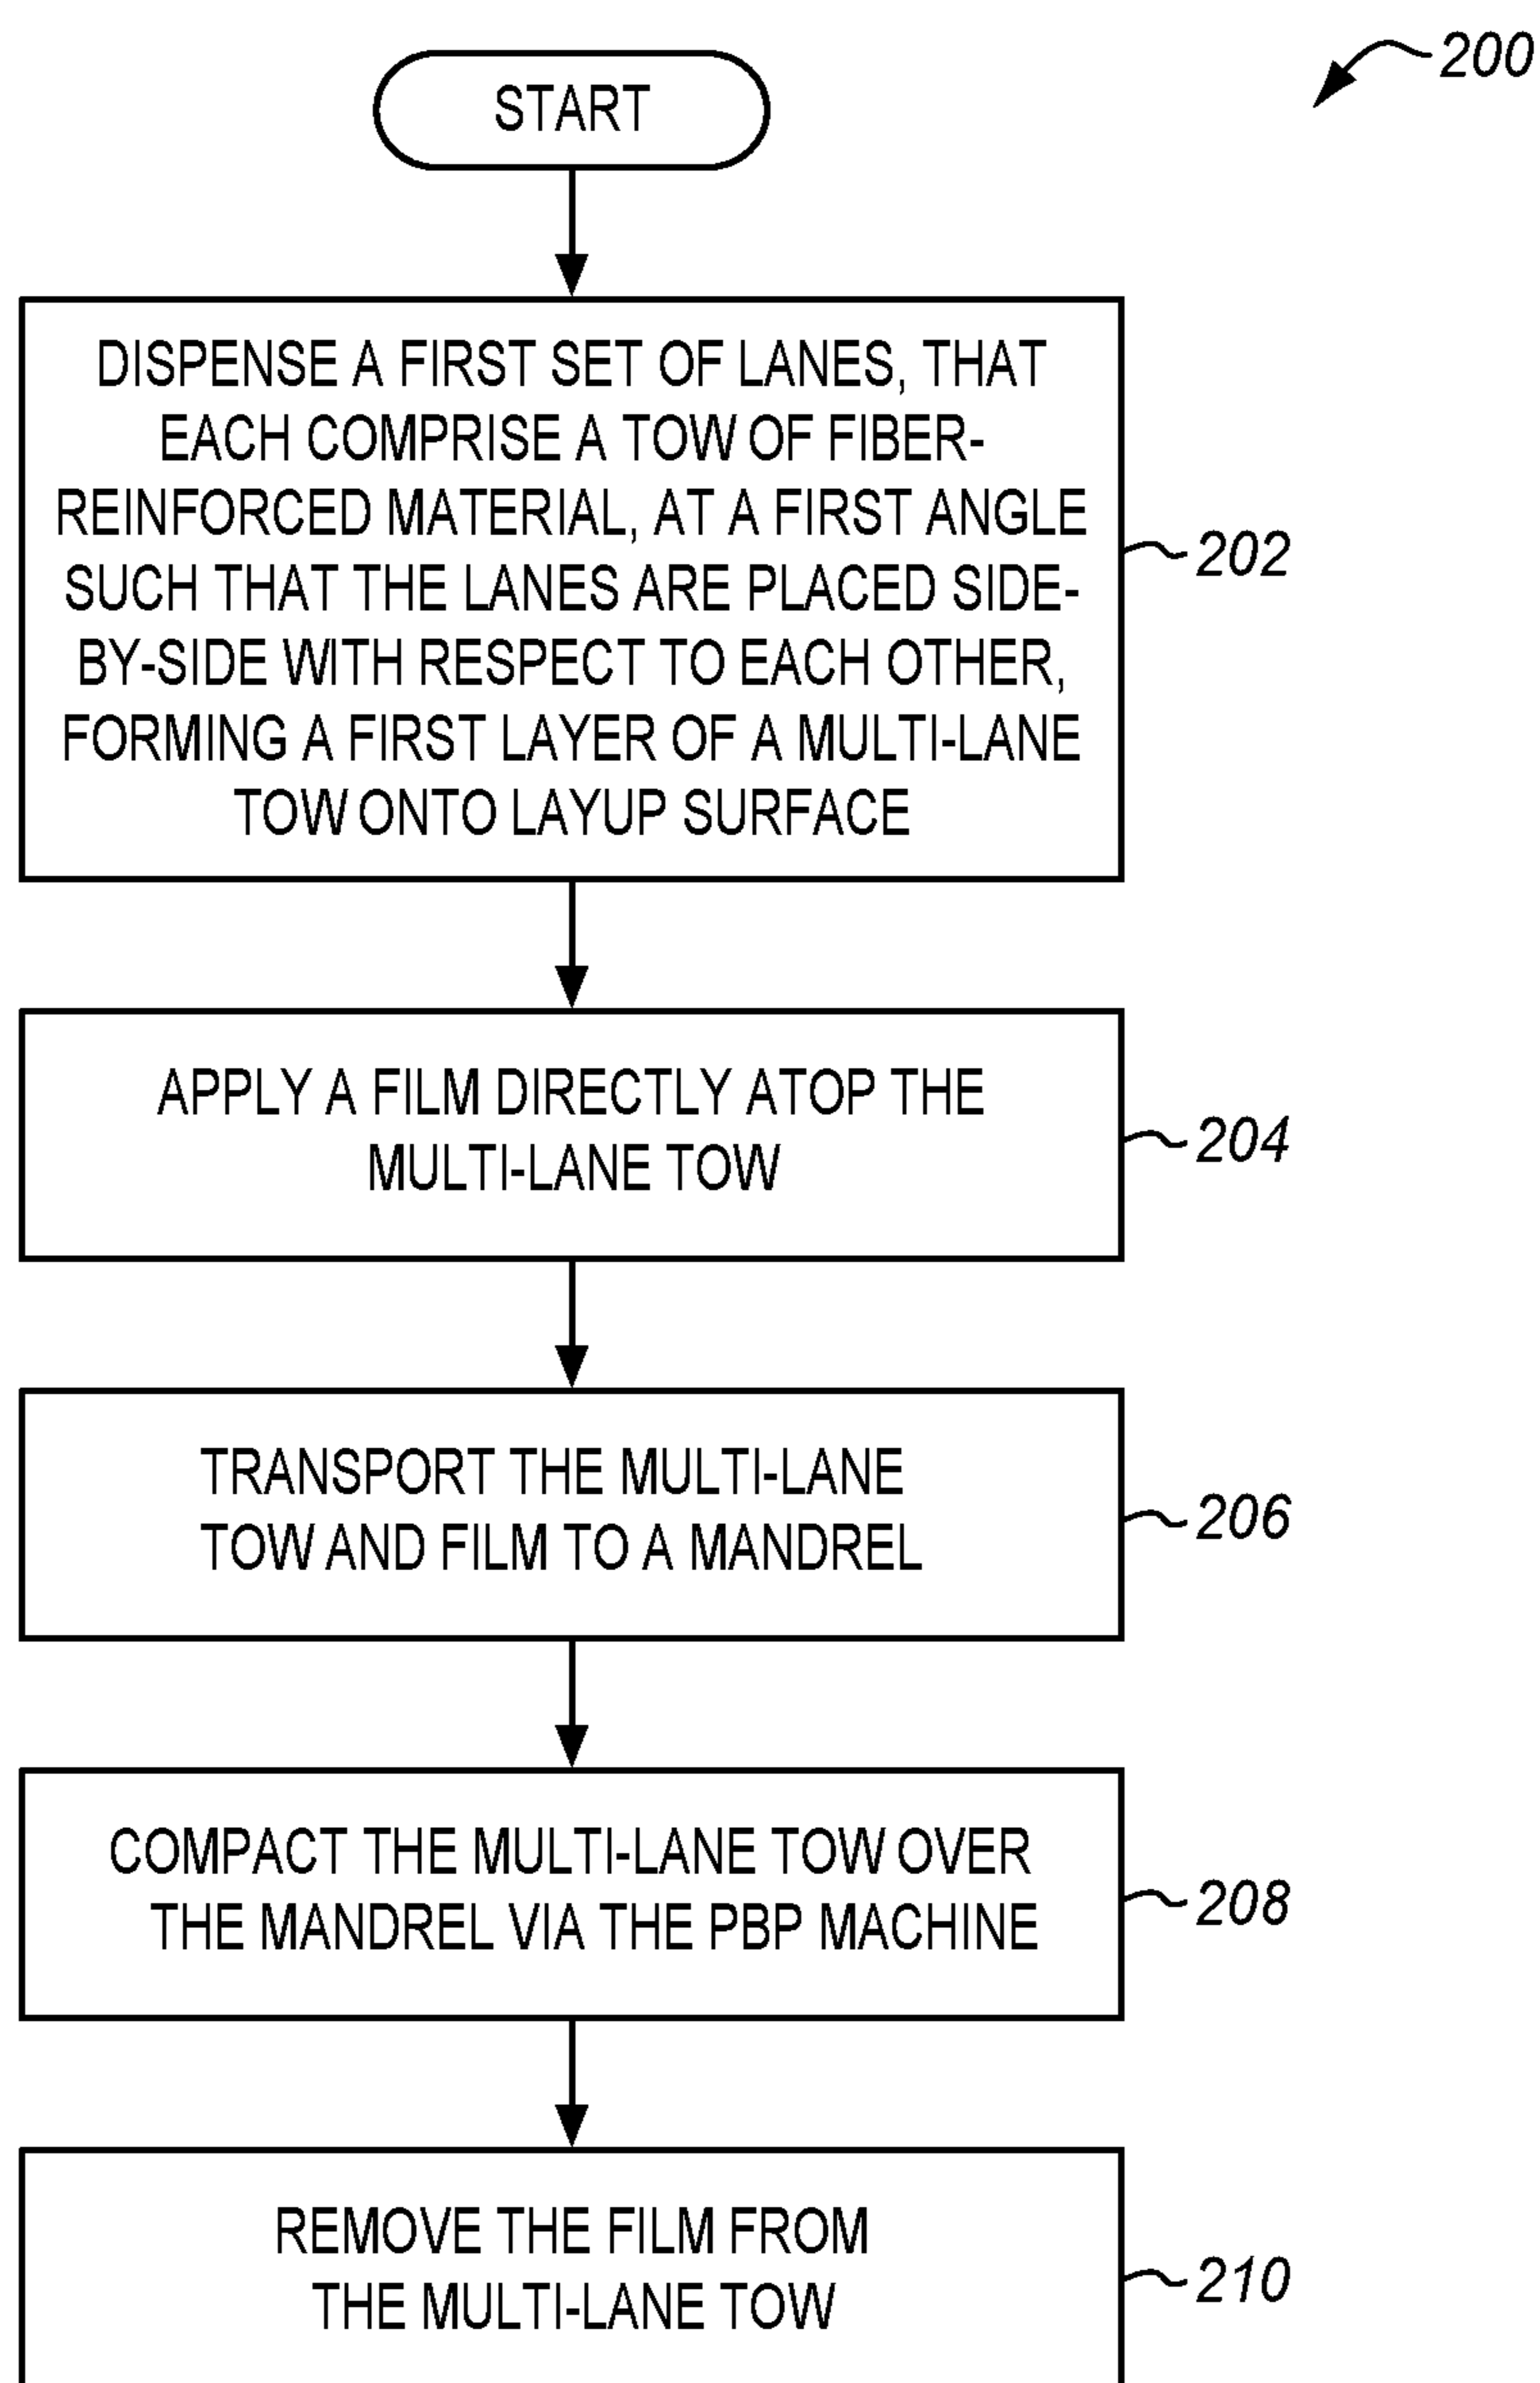 200
START
DISPENSE A FIRST SET OF LANES, THAT
EACH COMPRISE A TOW OF FIBER-
REINFORCED MATERIAL, AT A FIRST ANGLE
SUCH THAT THE LANES ARE PLACED SIDE-
BY-SIDE WITH RESPECT TO EACH OTHER,
FORMING A FIRST LAYER OF A MULTI-LANE
TOW ONTO LAYUP SURFACE
202
APPLY A FILM DIRECTLY ATOP THE
MULTI-LANE TOW
204
TRANSPORT THE MULTI-LANE
TOW AND FILM TO A MANDREL
206
COMPACT THE MULTI-LANE TOW OVER
THE MANDREL VIA THE PBP MACHINE
208
REMOVE THE FILM FROM
THE MULTI-LANE TOW
210